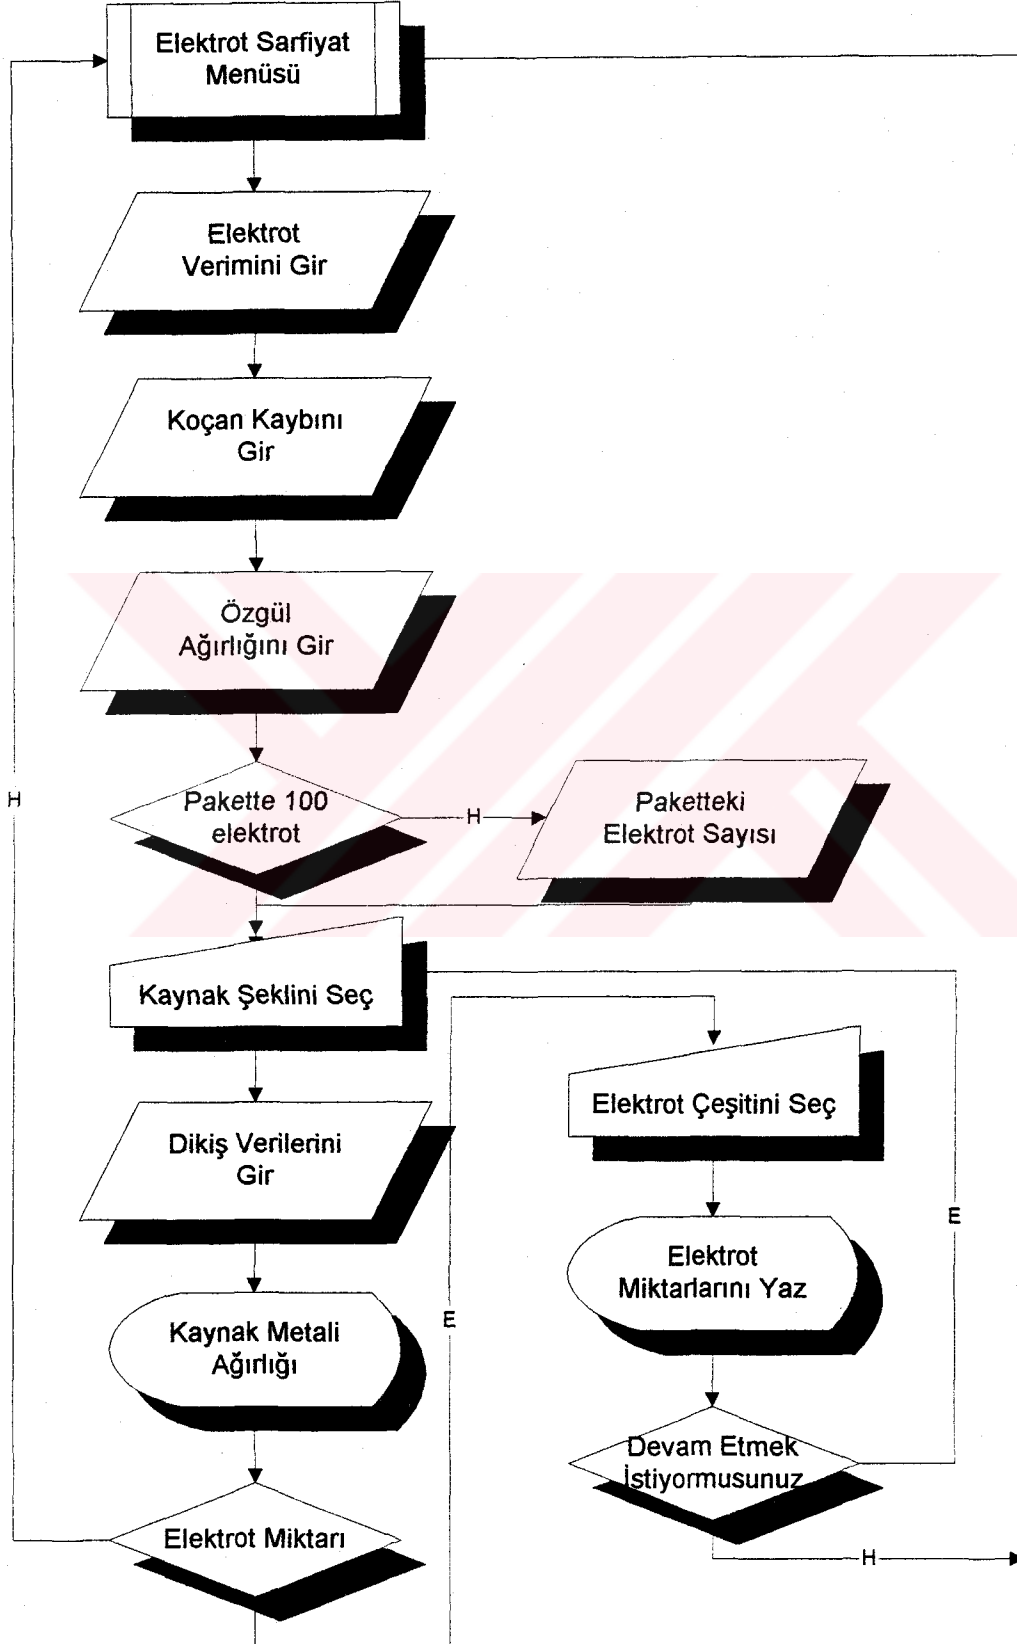 Elektrot Sarfiyat
Menüsü
Elektrot
Verimini Gir
Koçan Kaybını
Gir
Özgül
Ağırlığını Gir
H
Pakette 100
elektrot
H
Paketteki
Elektrot Sayısı
Kaynak Şeklini Seç
Elektrot Çeşitini Seç
Dikiş Verilerini
Gir
E
Elektrot
Miktarlarını Yaz
E
Kaynak Metali
Ağırlığı
Devam Etmek
İstiyormusunuz
Elektrot Miktarı
H